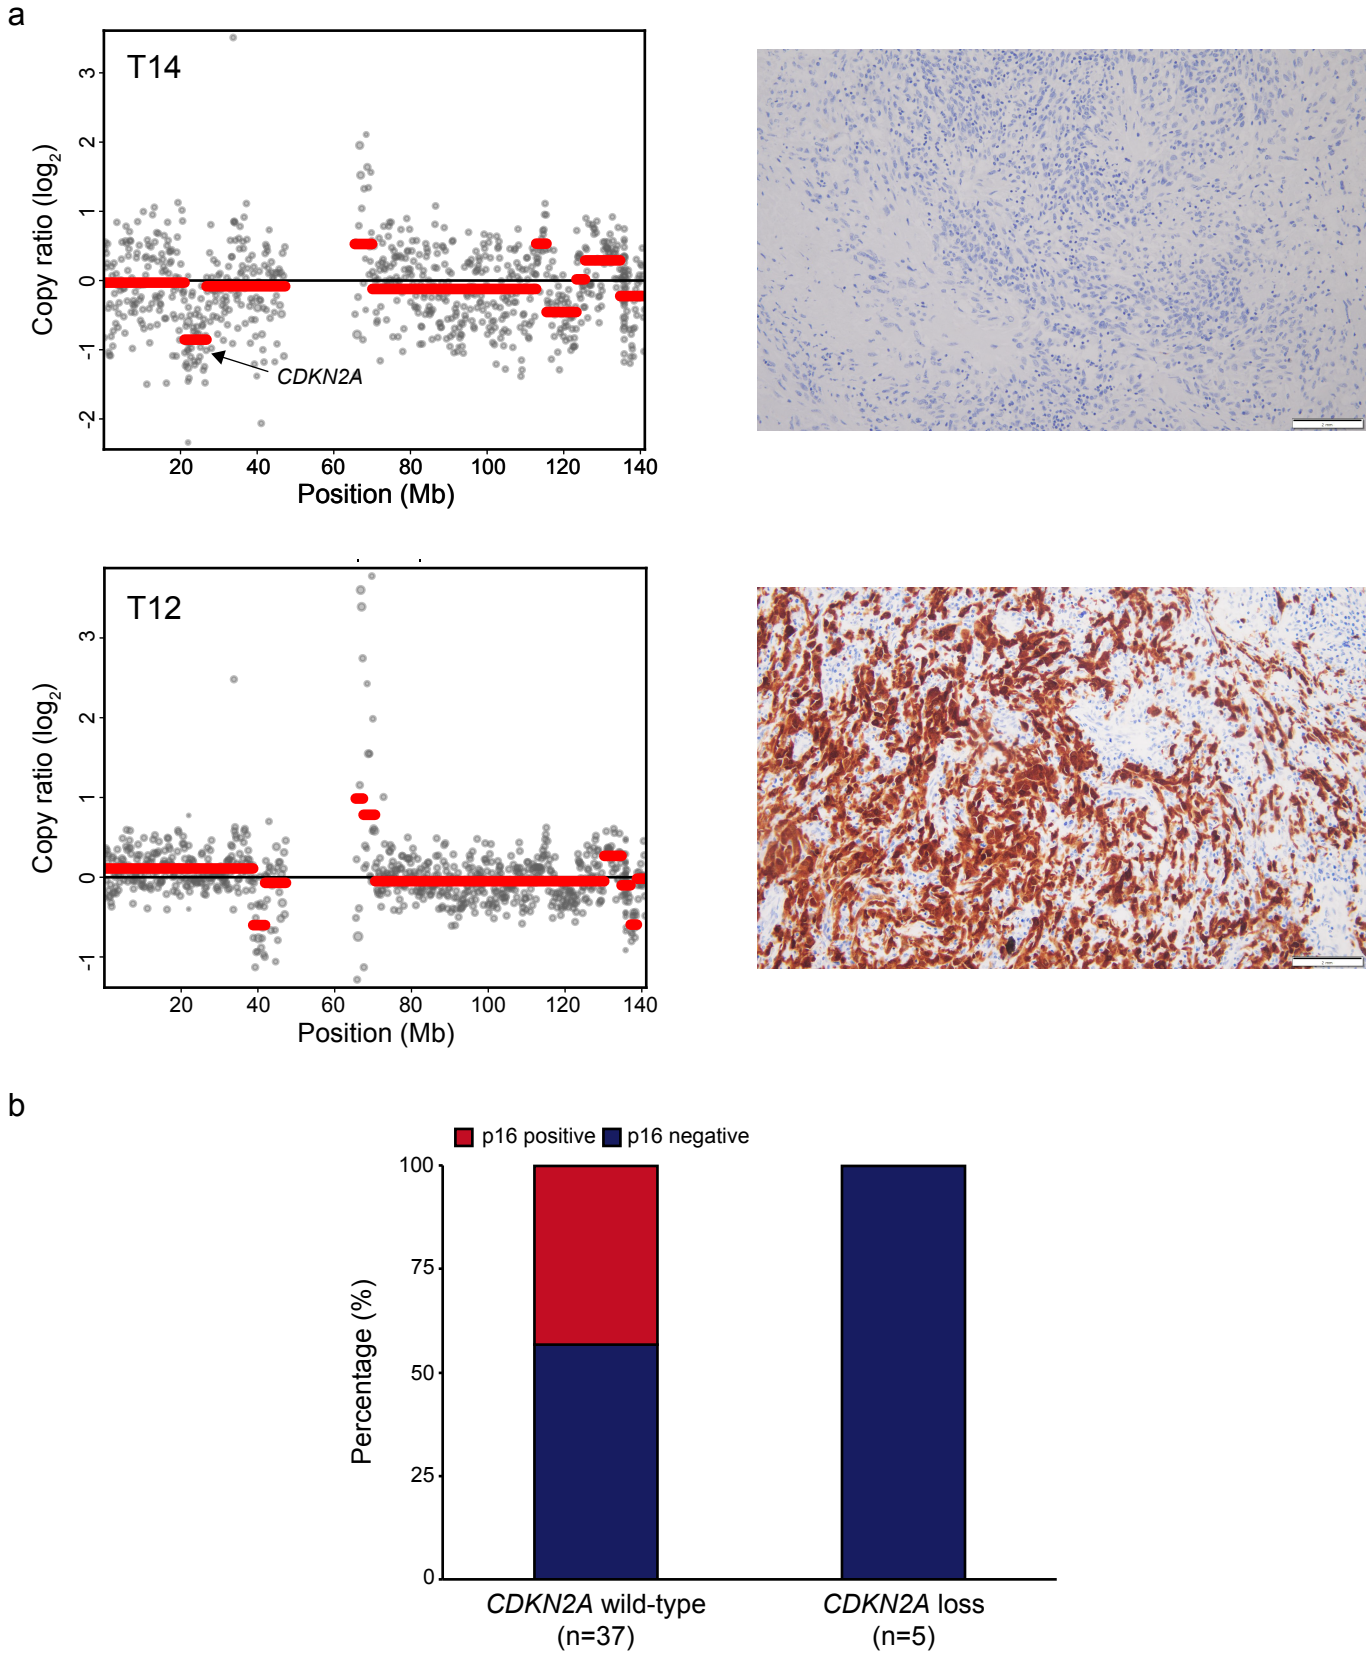 a
T14
Copy ratio (log2)
3
2
1
0
-1
-2
CDKN2A
20 40 60 80 100 120 140
Position (Mb)
T12
Copy ratio (log2)
3
2
1
0
-1
20 40 60 80 100 120 140
Position (Mb)
b
p16 positive p16 negative
Percentage (%)
100
75
50
25
0
CDKN2A wild-type
(n=37)
CDKN2A loss
(n=5)